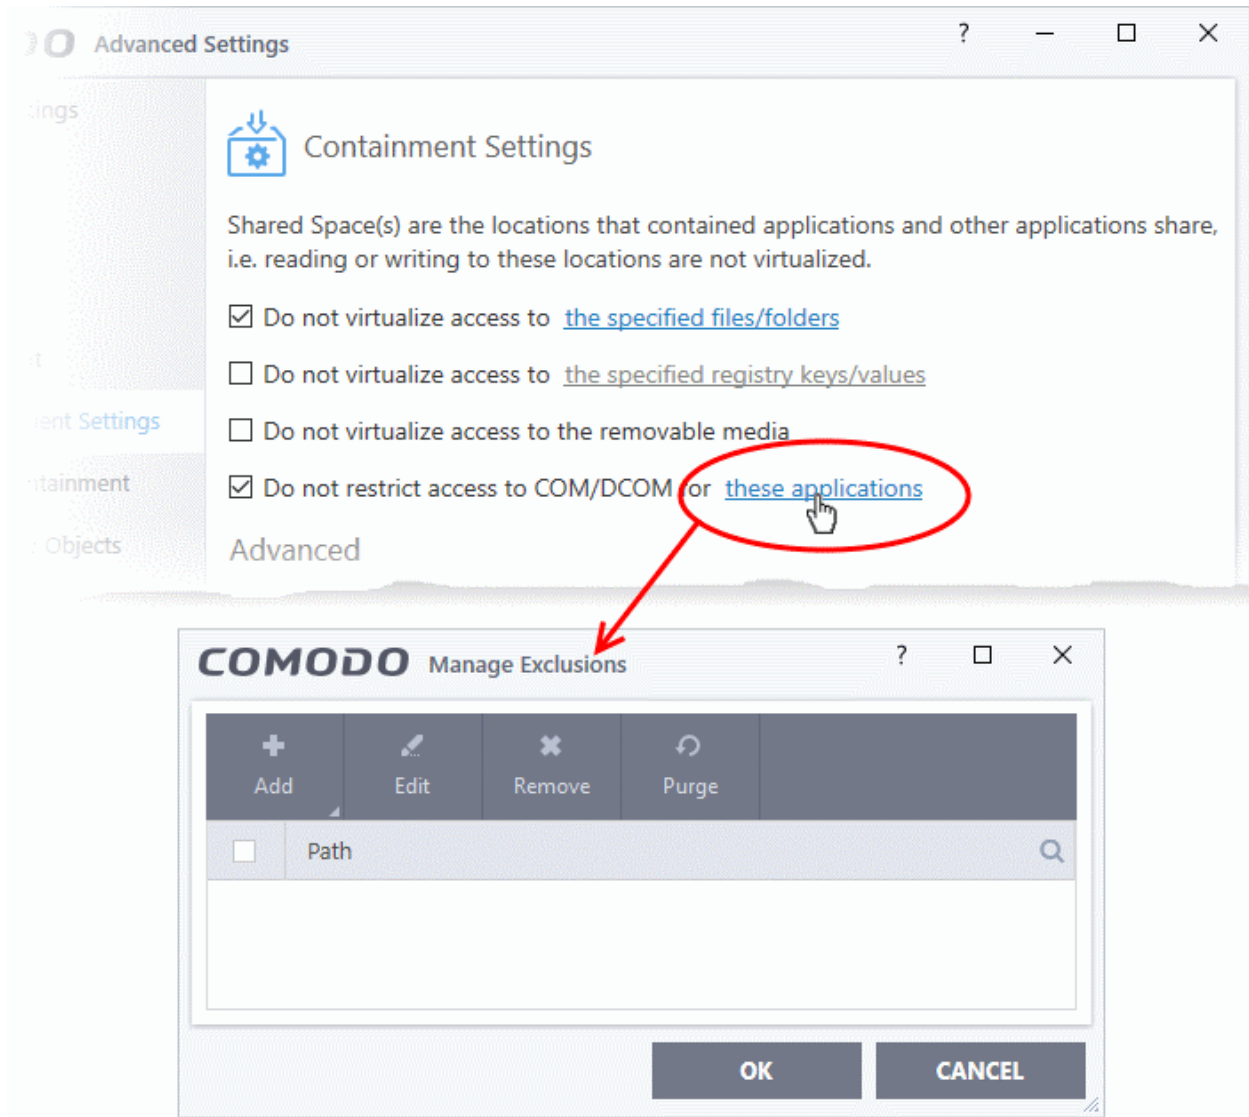 Advanced Settings ?
Containment Settings
Shared Space(s) are the locations that contained applications and other applications share,
i.e. reading or writing to these locations are not virtualized.
Do not virtualize access to the specified files/folders
Do not virtualize access to the specified registry keys/values
Do not virtualize access to the removable media
Settings
Do not restrict access to COM/DCOM for these applications
Objects
Advanced
COMODO Manage Exclusions ?
Add Edit Remove Purge
Path
OK CANCEL